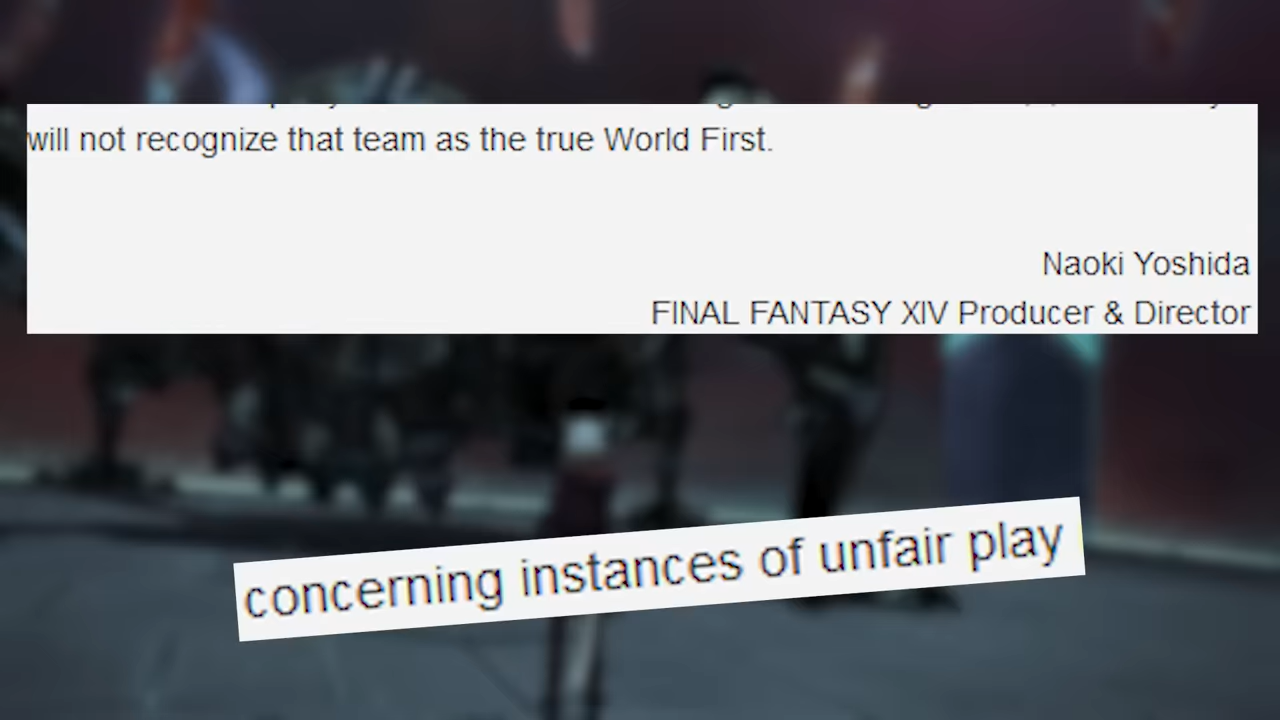 will not recognize that team as the true World First.
Naoki Yoshida
FINAL FANTASY XIV Producer & Director
concerning instances of unfair play